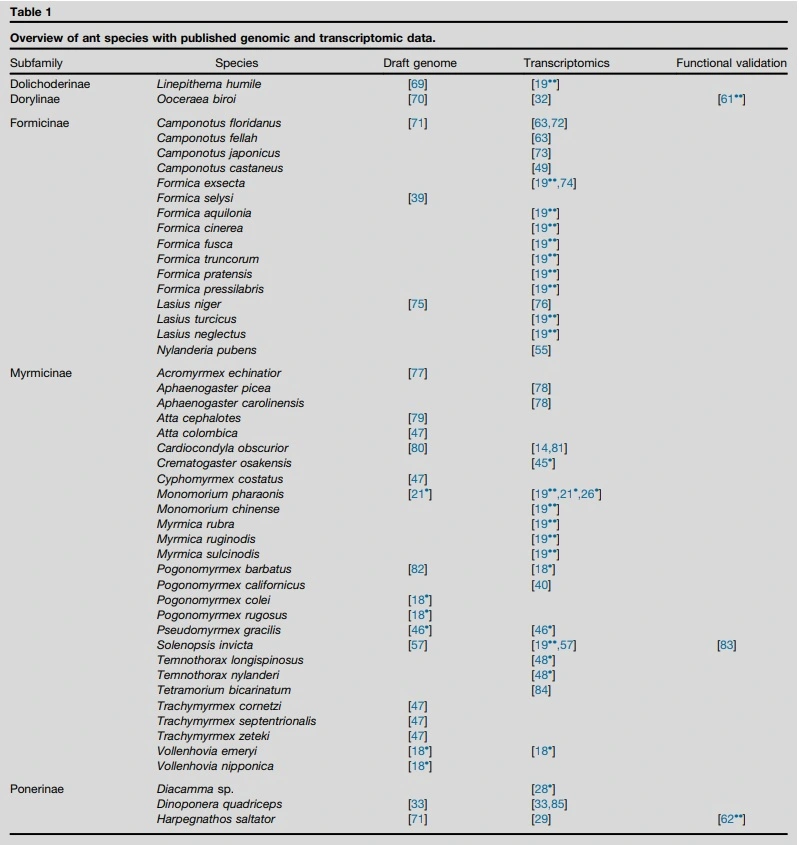 Table 1
Overview of ant species with published genomic and transcriptomic data.
Subfamily Species Draft genome Transcriptomics Functional validation
Dolichoderinae Linepithema humile [69] [19••]
Dorylinae Ooceraea biroi [70] [32] [61••]
Formicinae Camponotus floridanus [71] [63,72]
Camponotus fellah [63]
Camponotus japonicus [73]
Camponotus castaneus [49]
Formica exsecta [19••,74]
Formica selysi [39]
Formica aquilonia [19••]
Formica cinerea [19••]
Formica fusca [19••]
Formica truncorum [19••]
Formica pratensis [19••]
Formica pressilabris [19••]
Lasius niger [75] [76]
Lasius turcicus [19••]
Lasius neglectus [19••]
Nylanderia pubens [55]
Myrmicinae Acromyrmex echinatior [77]
Aphaenogaster picea [78]
Aphaenogaster carolinensis [78]
Atta cephalotes [79]
Atta colombica [47]
Cardiocondyla obscurior [80] [14,81]
Crematogaster osakensis [45•]
Cyphomyrmex costatus [47]
Monomorium pharaonis [21•] [19••,21•,26•]
Monomorium chinense [19••]
Myrmica rubra [19••]
Myrmica ruginodis [19••]
Myrmica sulcinodis [19••]
Pogonomyrmex barbatus [82] [18•]
Pogonomyrmex californicus [40]
Pogonomyrmex colei [18•]
Pogonomyrmex rugosus [18•]
Pseudomyrmex gracilis [46•] [46•]
Solenopsis invicta [57] [19••,57] [83]
Temnothorax longispinosus [48•]
Temnothorax nylanderi [48•]
Tetramorium bicarinatum [84]
Trachymyrmex cornetzi [47]
Trachymyrmex septentrionalis [47]
Trachymyrmex zeteki [47]
Vollenhovia emeryi [18•] [18•]
Vollenhovia nipponica [18•]
Ponerinae Diacamma sp. [28•]
Dinoponera quadriceps [33] [33,85]
Harpegnathos saltator [71] [29] [62••]